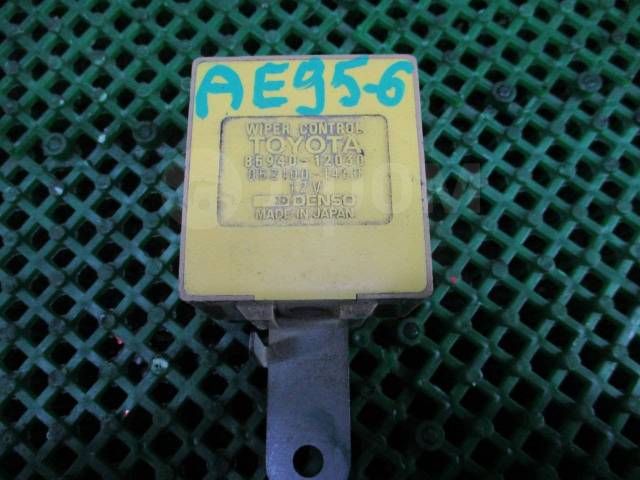 AE95-6
WIPER CONTROL
TOYOTA
85940-12030
12V
DENSO
MADE IN JAPAN